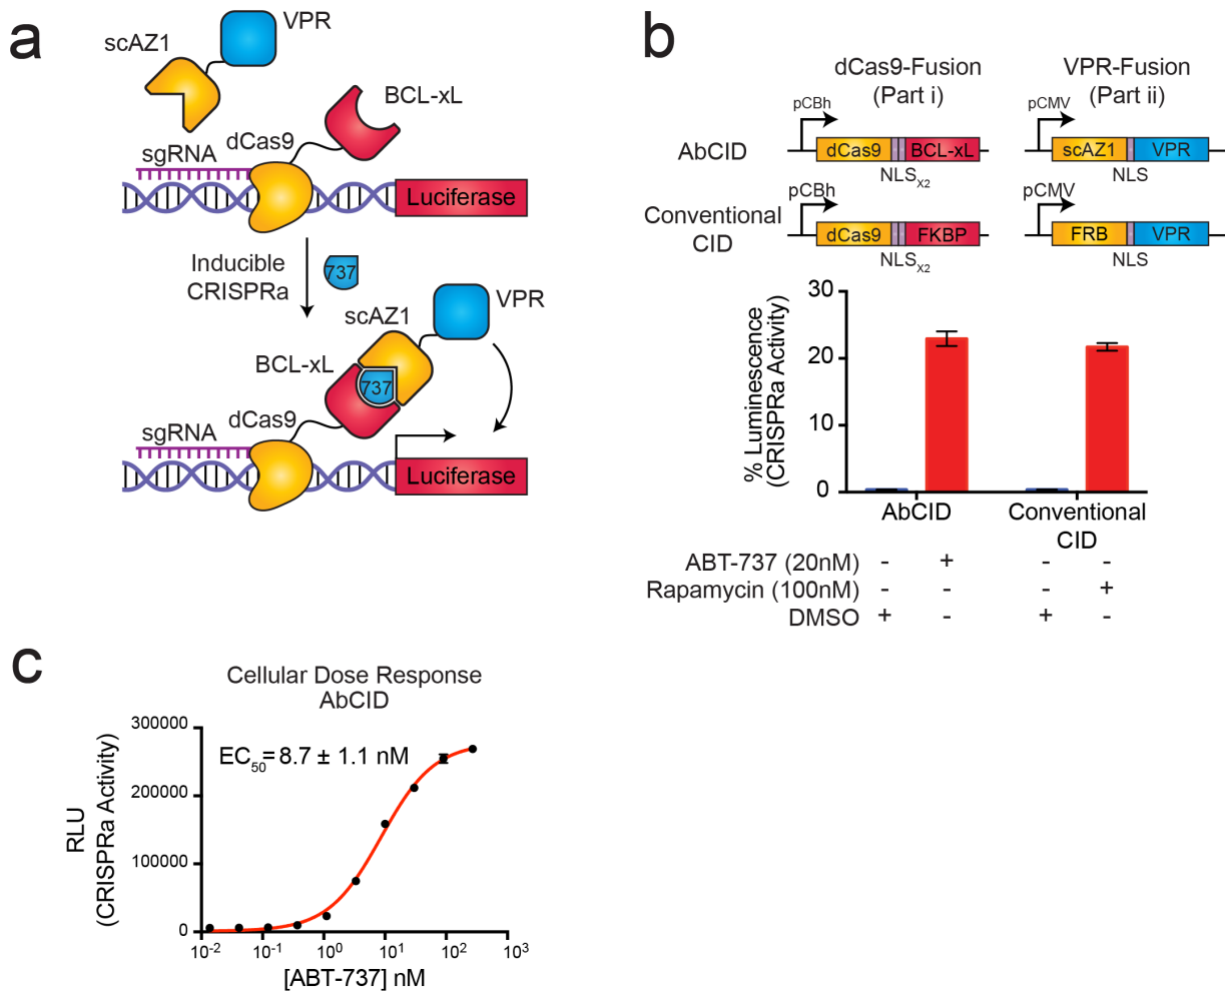 a
VPR
scAZ1
BCL-xL
dCas9
sgRNA
Luciferase
Inducible
CRISPRa
737
VPR
scAZ1
BCL-xL
737
dCas9
sgRNA
Luciferase
b
dCas9-Fusion
(Part i)
VPR-Fusion
(Part ii)
pCBh
pCMV
AbCID
dCas9 BCL-xL
scAZ1 VPR
NLSX2
NLS
pCBh
pCMV
Conventional
CID
dCas9 FKBP
FRB VPR
NLSX2
NLS
% Luminescence
(CRISPRa Activity)
30
20
10
0
AbCID
Conventional
CID
ABT-737 (20nM) - + - -
Rapamycin (100nM) - - - +
DMSO + - + -
c
Cellular Dose Response
AbCID
EC50= 8.7 ± 1.1 nM
RLU
(CRISPRa Activity)
300000
200000
100000
0
10-2 10-1 100 101 102 103
[ABT-737] nM